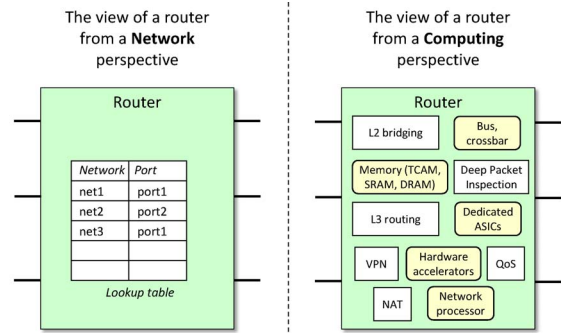 The view of a router
from a Network
perspective
Router
Network Port
net1 port1
net2 port2
net3 port1
Lookup table
The view of a router
from a Computing
perspective
Router
L2 bridging
Bus,
crossbar
Memory (TCAM,
SRAM, DRAM)
Deep Packet
Inspection
L3 routing
Dedicated
ASICs
VPN
Hardware
accelerators
QoS
NAT
Network
processor